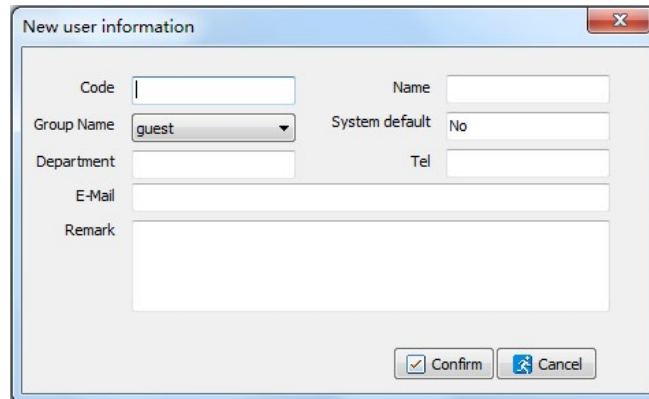 New user information
Code Name
Group Name guest System default No
Department Tel
E-Mail
Remark
Confirm Cancel